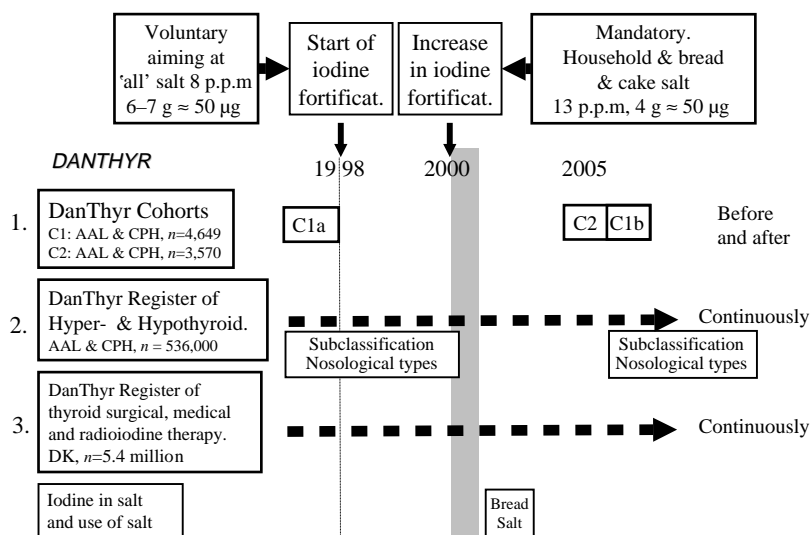 Voluntary
aiming at
'all' salt 8 p.p.m
6–7 g ≈ 50 µg
Start of
iodine
fortificat.
Increase
in iodine
fortificat.
Mandatory.
Household & bread
& cake salt
13 p.p.m, 4 g ≈ 50 µg
DANTHYR
1998
2000
2005
1.
DanThyr Cohorts
C1: AAL & CPH, n=4,649
C2: AAL & CPH, n=3,570
C1a
C2
C1b
Before
and after
2.
DanThyr Register of
Hyper- & Hypothyroid.
AAL & CPH, n = 536,000
Continuously
Subclassification
Nosological types
Subclassification
Nosological types
3.
DanThyr Register of
thyroid surgical, medical
and radioiodine therapy.
DK, n=5.4 million
Continuously
Iodine in salt
and use of salt
Bread
Salt